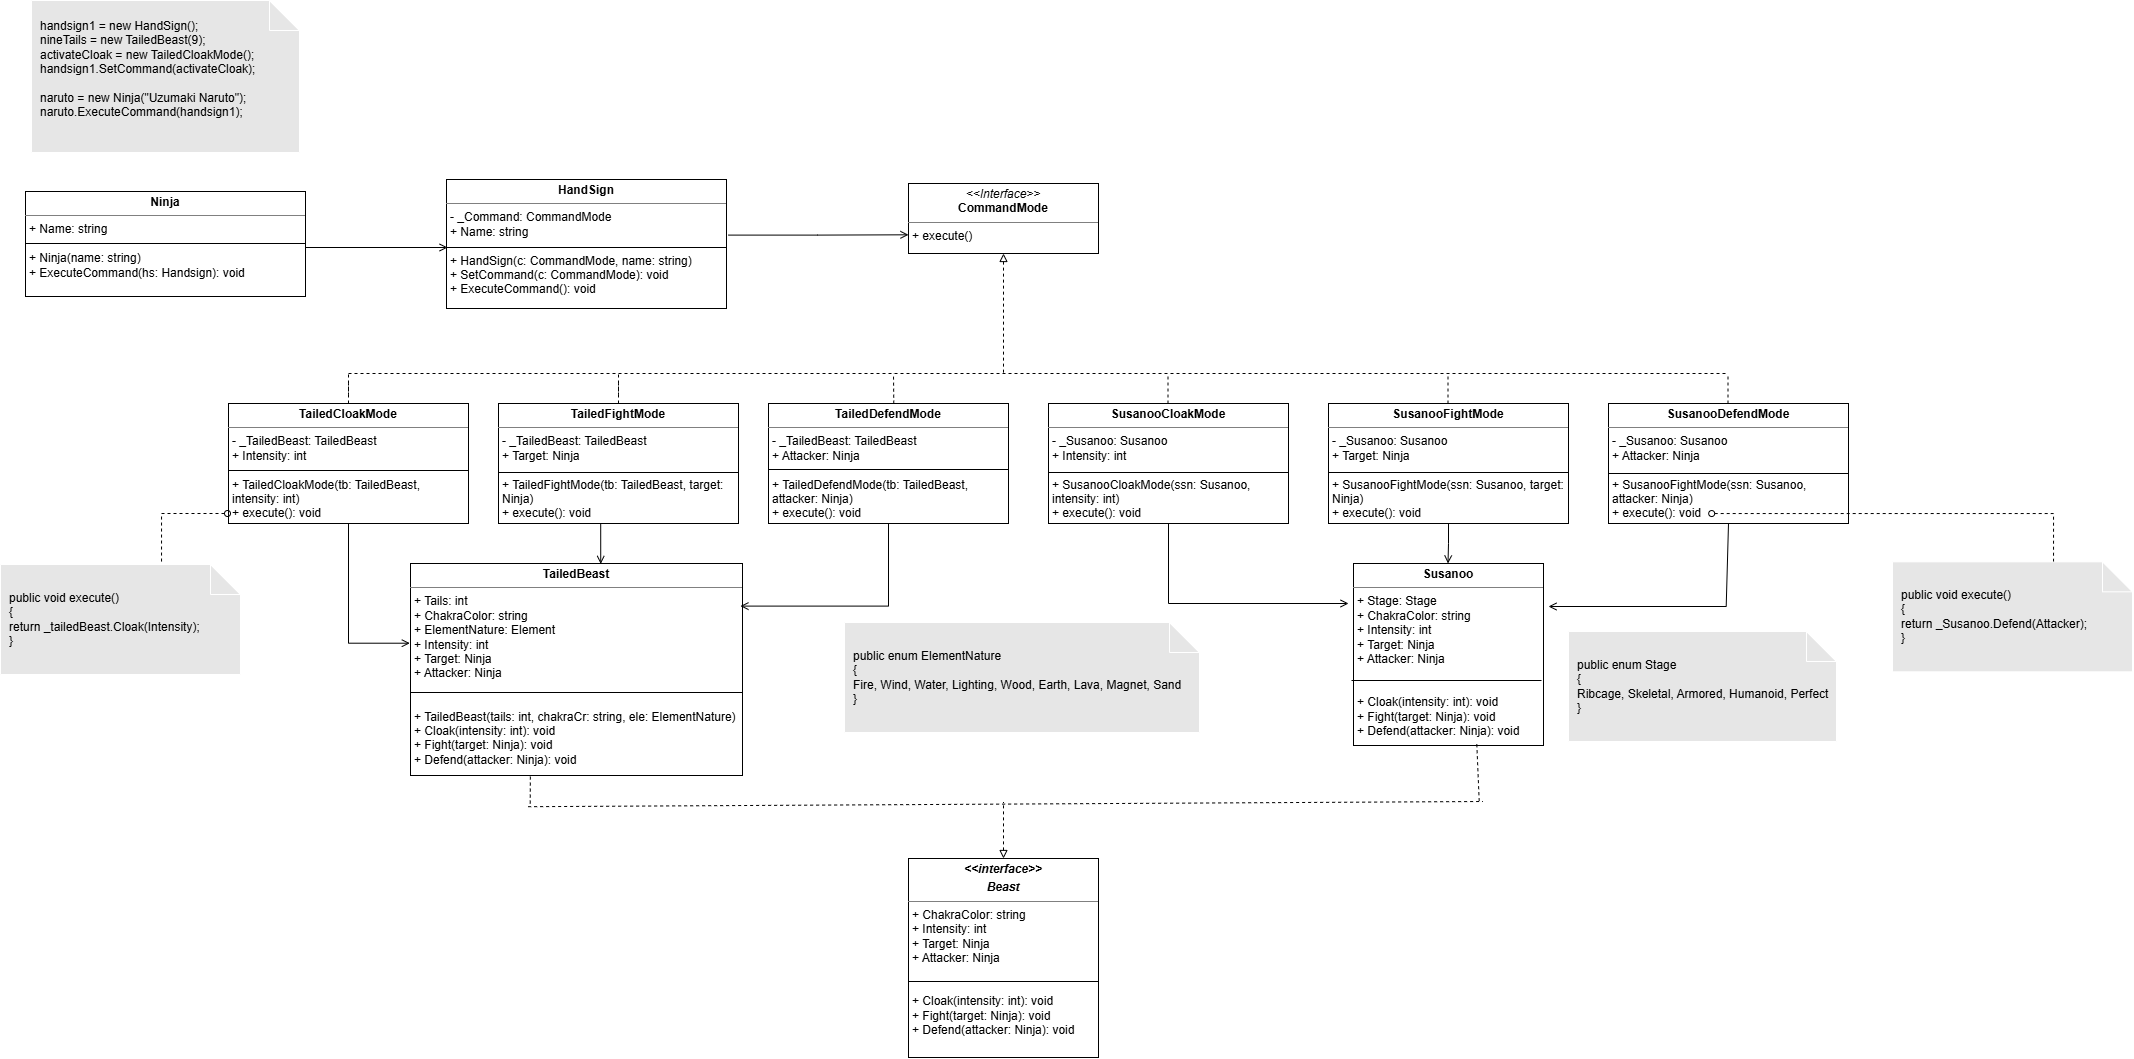 handsign1 = new HandSign();
nineTails = new TailedBeast(9);
activateCloak = new TailedCloakMode();
handsign1.SetCommand(activateCloak);
naruto = new Ninja("Uzumaki Naruto");
naruto.ExecuteCommand(handsign1);
Ninja
+ Name: string
+ Ninja(name: string)
+ ExecuteCommand(hs: Handsign): void
HandSign
- _Command: CommandMode
+ Name: string
+ HandSign(c: CommandMode, name: string)
+ SetCommand(c: CommandMode): void
+ ExecuteCommand(): void
<<Interface>>
CommandMode
+ execute()
TailedCloakMode
- _TailedBeast: TailedBeast
+ Intensity: int
+ TailedCloakMode(tb: TailedBeast,
intensity: int)
+ execute(): void
TailedFightMode
- _TailedBeast: TailedBeast
+ Target: Ninja
+ TailedFightMode(tb: TailedBeast, target:
Ninja)
+ execute(): void
TailedDefendMode
- _TailedBeast: TailedBeast
+ Attacker: Ninja
+ TailedDefendMode(tb: TailedBeast,
attacker: Ninja)
+ execute(): void
SusanooCloakMode
- _Susanoo: Susanoo
+ Intensity: int
+ SusanooCloakMode(ssn: Susanoo,
intensity: int)
+ execute(): void
SusanooFightMode
- _Susanoo: Susanoo
+ Target: Ninja
+ SusanooFightMode(ssn: Susanoo, target:
Ninja)
+ execute(): void
SusanooDefendMode
- _Susanoo: Susanoo
+ Attacker: Ninja
+ SusanooFightMode(ssn: Susanoo,
attacker: Ninja)
+ execute(): void
public void execute()
{
return _tailedBeast.Cloak(Intensity);
}
TailedBeast
+ Tails: int
+ ChakraColor: string
+ ElementNature: Element
+ Intensity: int
+ Target: Ninja
+ Attacker: Ninja
+ TailedBeast(tails: int, chakraCr: string, ele: ElementNature)
+ Cloak(intensity: int): void
+ Fight(target: Ninja): void
+ Defend(attacker: Ninja): void
public enum ElementNature
{
Fire, Wind, Water, Lighting, Wood, Earth, Lava, Magnet, Sand
}
Susanoo
+ Stage: Stage
+ ChakraColor: string
+ Intensity: int
+ Target: Ninja
+ Attacker: Ninja
+ Cloak(intensity: int): void
+ Fight(target: Ninja): void
+ Defend(attacker: Ninja): void
public enum Stage
{
Ribcage, Skeletal, Armored, Humanoid, Perfect
}
public void execute()
{
return _Susanoo.Defend(Attacker);
}
<<interface>>
Beast
+ ChakraColor: string
+ Intensity: int
+ Target: Ninja
+ Attacker: Ninja
+ Cloak(intensity: int): void
+ Fight(target: Ninja): void
+ Defend(attacker: Ninja): void